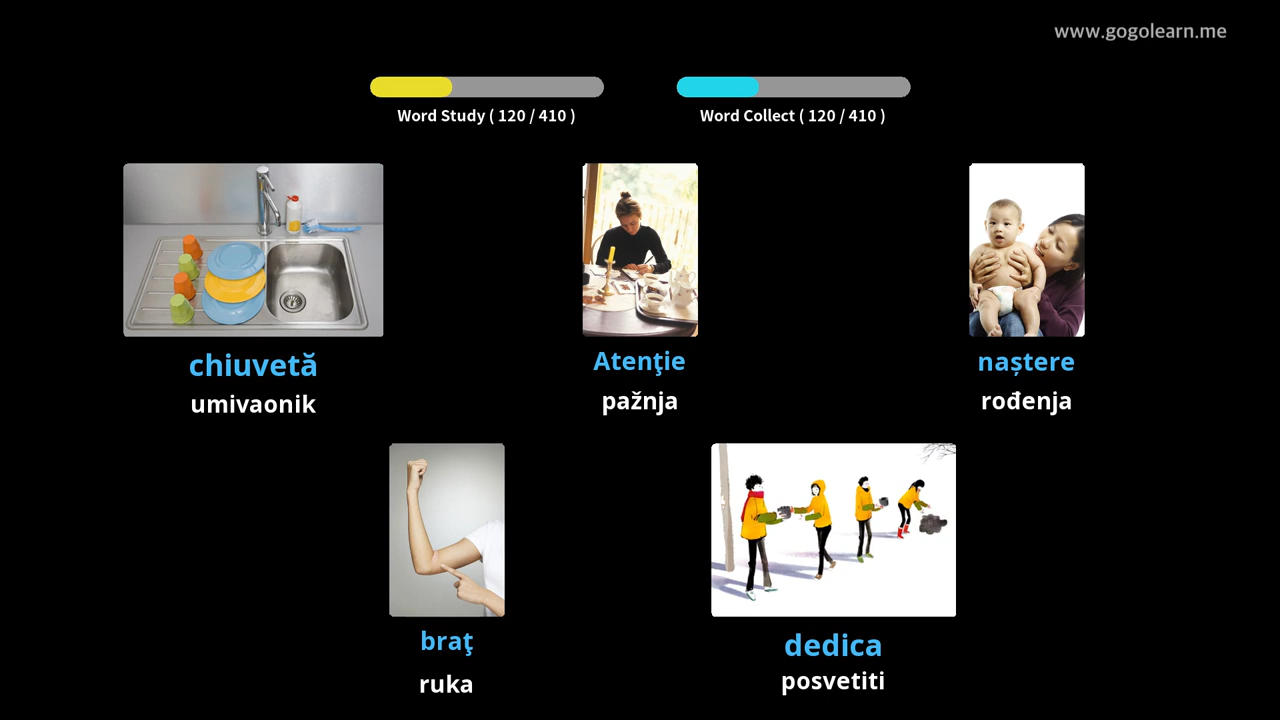 www.gogolearn.me
Word Study ( 120 / 410 )
Word Collect ( 120 / 410 )
chiuvetă
umivaonik
Atenţie
pažnja
naștere
rođenja
braţ
ruka
dedica
posvetiti